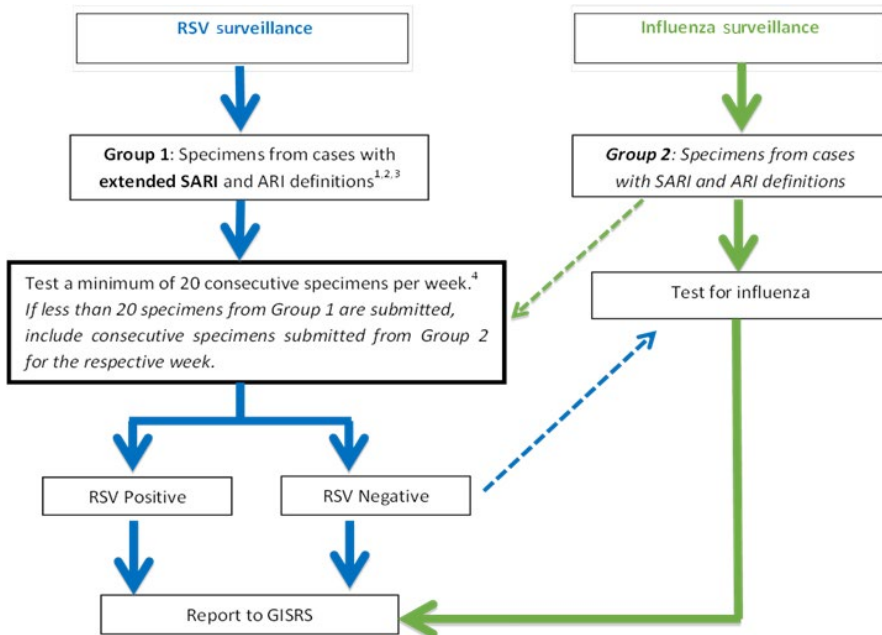 RSV surveillance
Influenza surveillance
Group 1: Specimens from cases with
extended SARI and ARI definitions1,2,3
Group 2: Specimens from cases
with SARI and ARI definitions
Test a minimum of 20 consecutive specimens per week.4
If less than 20 specimens from Group 1 are submitted,
include consecutive specimens submitted from Group 2
for the respective week.
Test for influenza
RSV Positive
RSV Negative
Report to GISRS